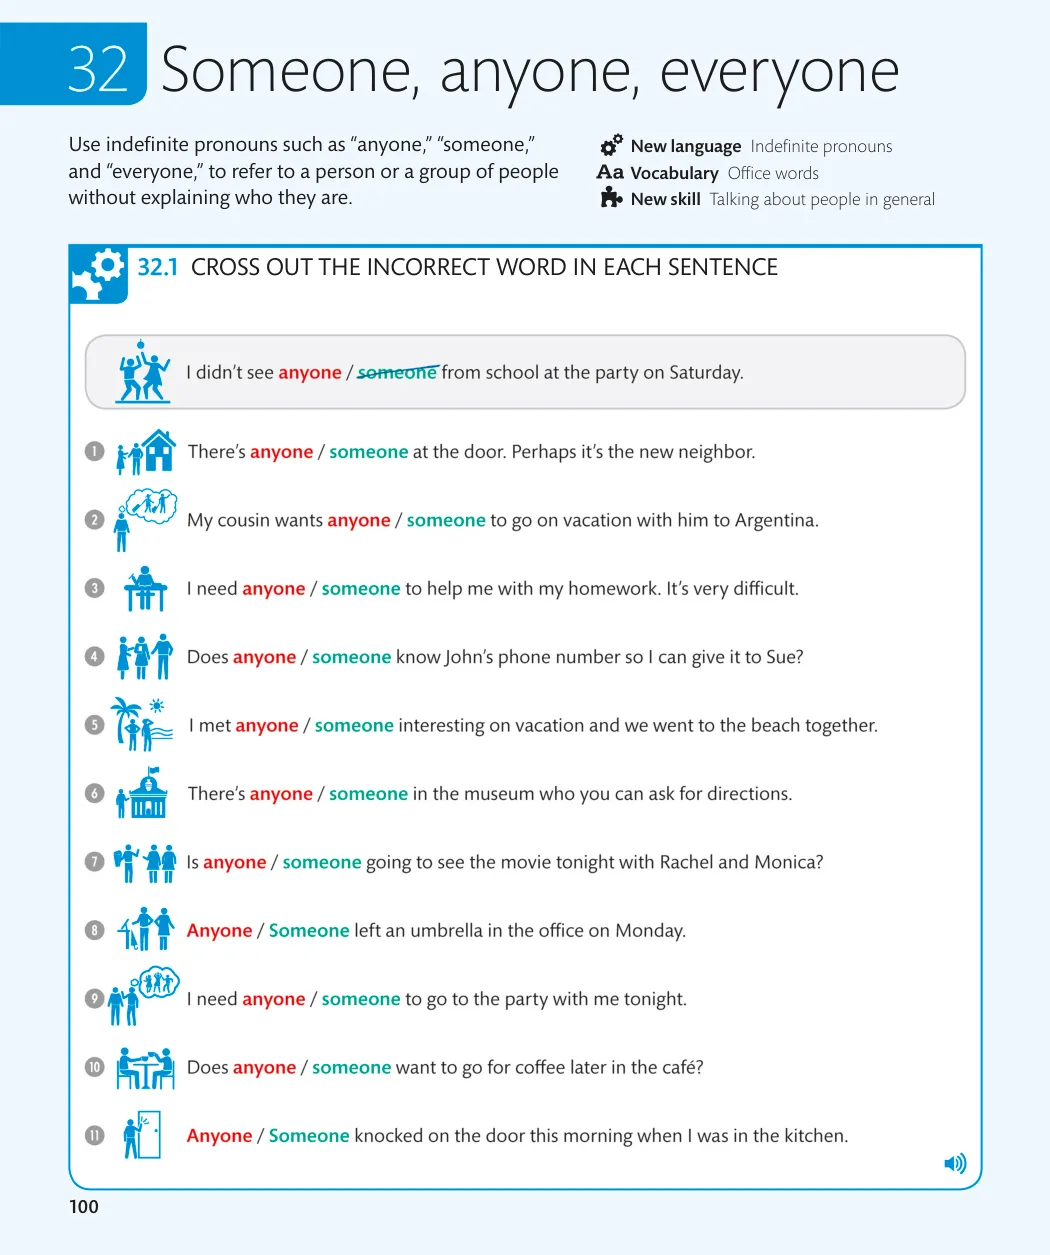 32 Someone, anyone, everyone
Use indefinite pronouns such as “anyone,” “someone,”
and “everyone,” to refer to a person or a group of people
without explaining who they are.
New language Indefinite pronouns
Aa Vocabulary Office words
New skill Talking about people in general
32.1 CROSS OUT THE INCORRECT WORD IN EACH SENTENCE
I didn’t see anyone / someone from school at the party on Saturday.
1 There’s anyone / someone at the door. Perhaps it’s the new neighbor.
2 My cousin wants anyone / someone to go on vacation with him to Argentina.
3 I need anyone / someone to help me with my homework. It’s very difficult.
4 Does anyone / someone know John’s phone number so I can give it to Sue?
5 I met anyone / someone interesting on vacation and we went to the beach together.
6 There’s anyone / someone in the museum who you can ask for directions.
7 Is anyone / someone going to see the movie tonight with Rachel and Monica?
8 Anyone / Someone left an umbrella in the office on Monday.
9 I need anyone / someone to go to the party with me tonight.
10 Does anyone / someone want to go for coffee later in the café?
11 Anyone / Someone knocked on the door this morning when I was in the kitchen.
100